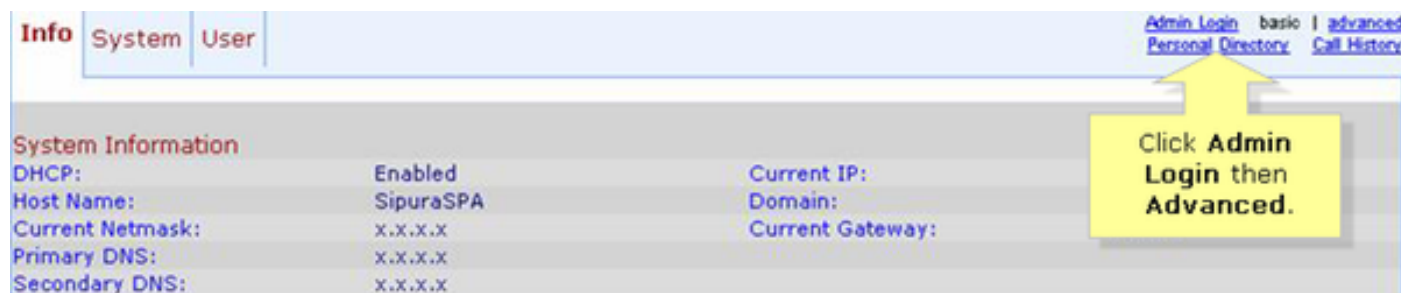 Info System User
Admin Login basic | advanced
Personal Directory Call History
Click Admin
Login then
Advanced.
System Information
DHCP: Enabled Current IP:
Host Name: SipuraSPA Domain:
Current Netmask: x.x.x.x Current Gateway:
Primary DNS: x.x.x.x
Secondary DNS: x.x.x.x